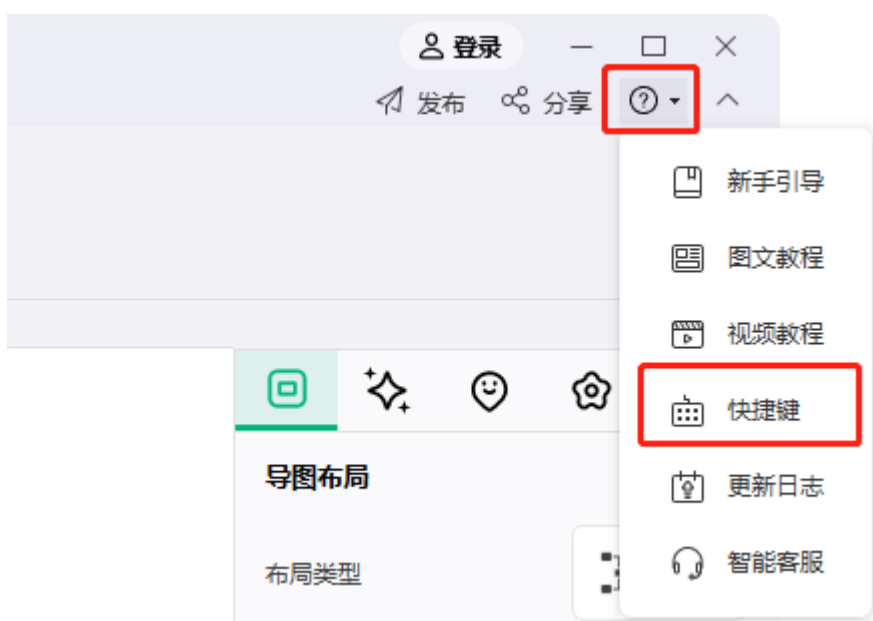 登录
发布 分享
新手引导
图文教程
视频教程
快捷键
更新日志
智能客服
导图布局
布局类型